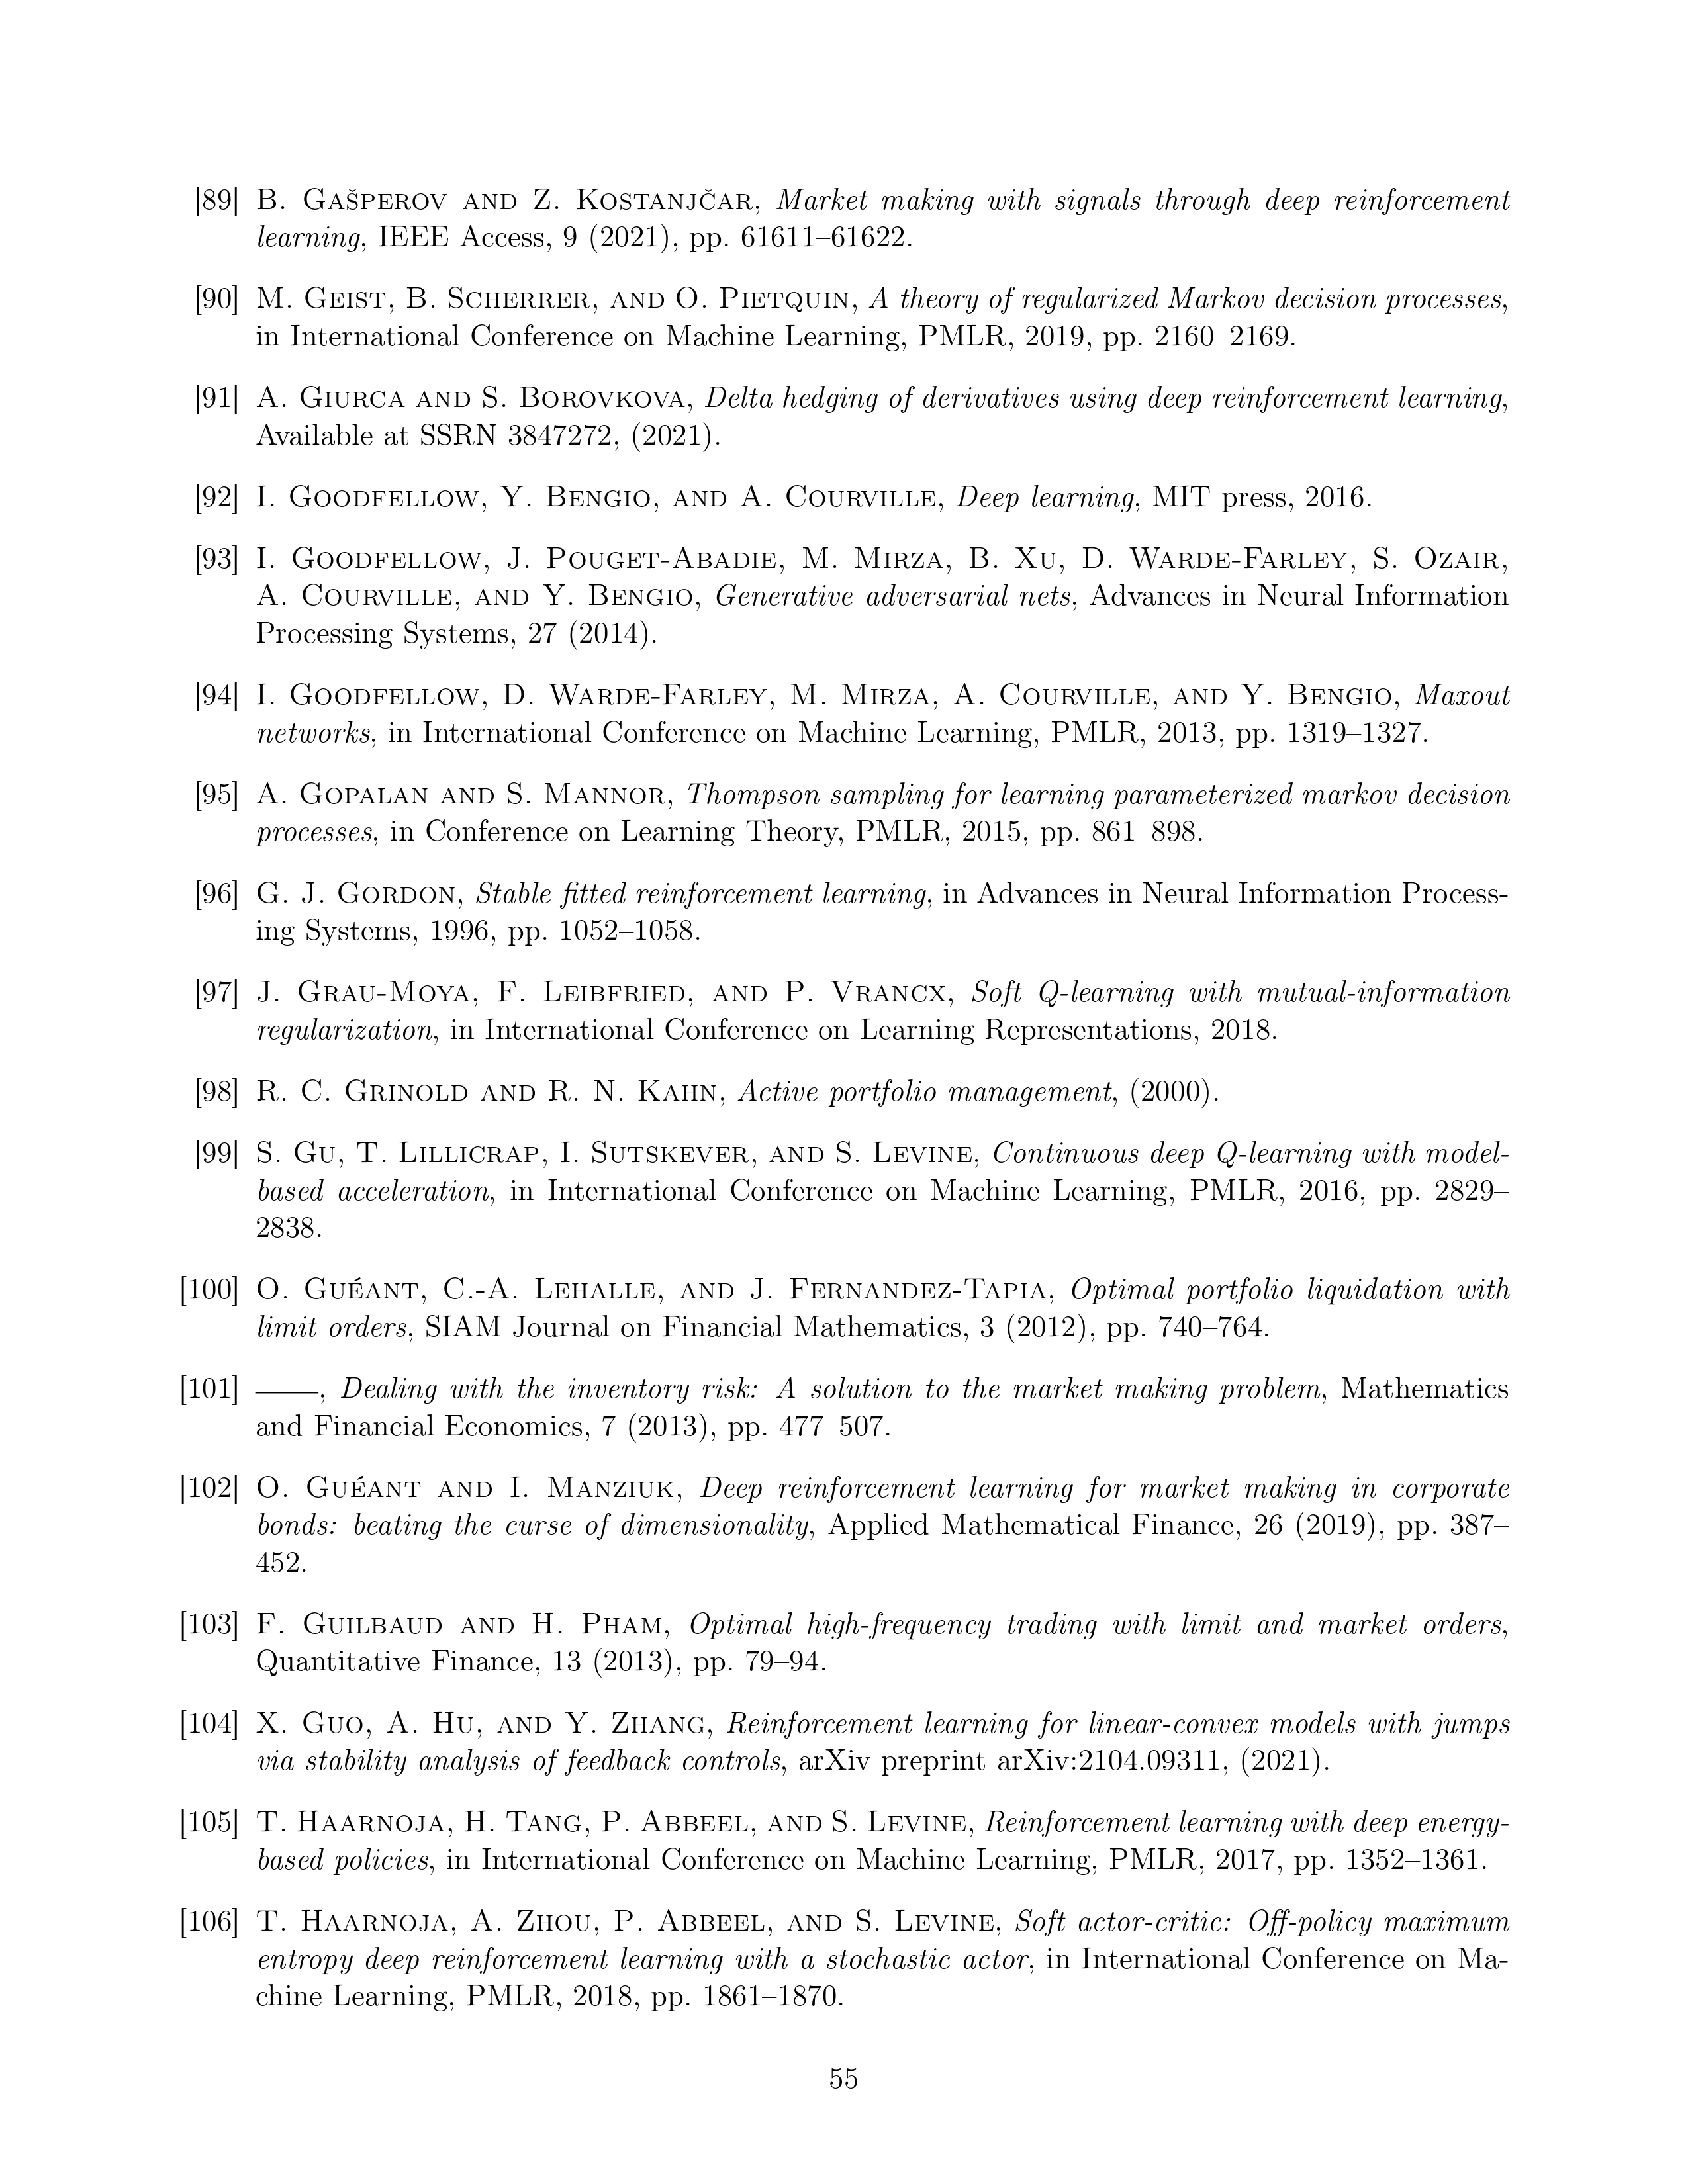 [89] B. Gašperov and Z. Kostanjčar, Market making with signals through deep reinforcement
learning, IEEE Access, 9 (2021), pp. 61611–61622.
[90] M. Geist, B. Scherrer, and O. Pietquin, A theory of regularized Markov decision processes,
in International Conference on Machine Learning, PMLR, 2019, pp. 2160–2169.
[91] A. Giurca and S. Borovkova, Delta hedging of derivatives using deep reinforcement learning,
Available at SSRN 3847272, (2021).
[92] I. Goodfellow, Y. Bengio, and A. Courville, Deep learning, MIT press, 2016.
[93] I. Goodfellow, J. Pouget-Abadie, M. Mirza, B. Xu, D. Warde-Farley, S. Ozair,
A. Courville, and Y. Bengio, Generative adversarial nets, Advances in Neural Information
Processing Systems, 27 (2014).
[94] I. Goodfellow, D. Warde-Farley, M. Mirza, A. Courville, and Y. Bengio, Maxout
networks, in International Conference on Machine Learning, PMLR, 2013, pp. 1319–1327.
[95] A. Gopalan and S. Mannor, Thompson sampling for learning parameterized markov decision
processes, in Conference on Learning Theory, PMLR, 2015, pp. 861–898.
[96] G. J. Gordon, Stable fitted reinforcement learning, in Advances in Neural Information Process-
ing Systems, 1996, pp. 1052–1058.
[97] J. Grau-Moya, F. Leibfried, and P. Vrancx, Soft Q-learning with mutual-information
regularization, in International Conference on Learning Representations, 2018.
[98] R. C. Grinold and R. N. Kahn, Active portfolio management, (2000).
[99] S. Gu, T. Lillicrap, I. Sutskever, and S. Levine, Continuous deep Q-learning with model-
based acceleration, in International Conference on Machine Learning, PMLR, 2016, pp. 2829–
2838.
[100] O. Guéant, C.-A. Lehalle, and J. Fernandez-Tapia, Optimal portfolio liquidation with
limit orders, SIAM Journal on Financial Mathematics, 3 (2012), pp. 740–764.
[101] ——, Dealing with the inventory risk: A solution to the market making problem, Mathematics
and Financial Economics, 7 (2013), pp. 477–507.
[102] O. Guéant and I. Manziuk, Deep reinforcement learning for market making in corporate
bonds: beating the curse of dimensionality, Applied Mathematical Finance, 26 (2019), pp. 387–
452.
[103] F. Guilbaud and H. Pham, Optimal high-frequency trading with limit and market orders,
Quantitative Finance, 13 (2013), pp. 79–94.
[104] X. Guo, A. Hu, and Y. Zhang, Reinforcement learning for linear-convex models with jumps
via stability analysis of feedback controls, arXiv preprint arXiv:2104.09311, (2021).
[105] T. Haarnoja, H. Tang, P. Abbeel, and S. Levine, Reinforcement learning with deep energy-
based policies, in International Conference on Machine Learning, PMLR, 2017, pp. 1352–1361.
[106] T. Haarnoja, A. Zhou, P. Abbeel, and S. Levine, Soft actor-critic: Off-policy maximum
entropy deep reinforcement learning with a stochastic actor, in International Conference on Ma-
chine Learning, PMLR, 2018, pp. 1861–1870.
55